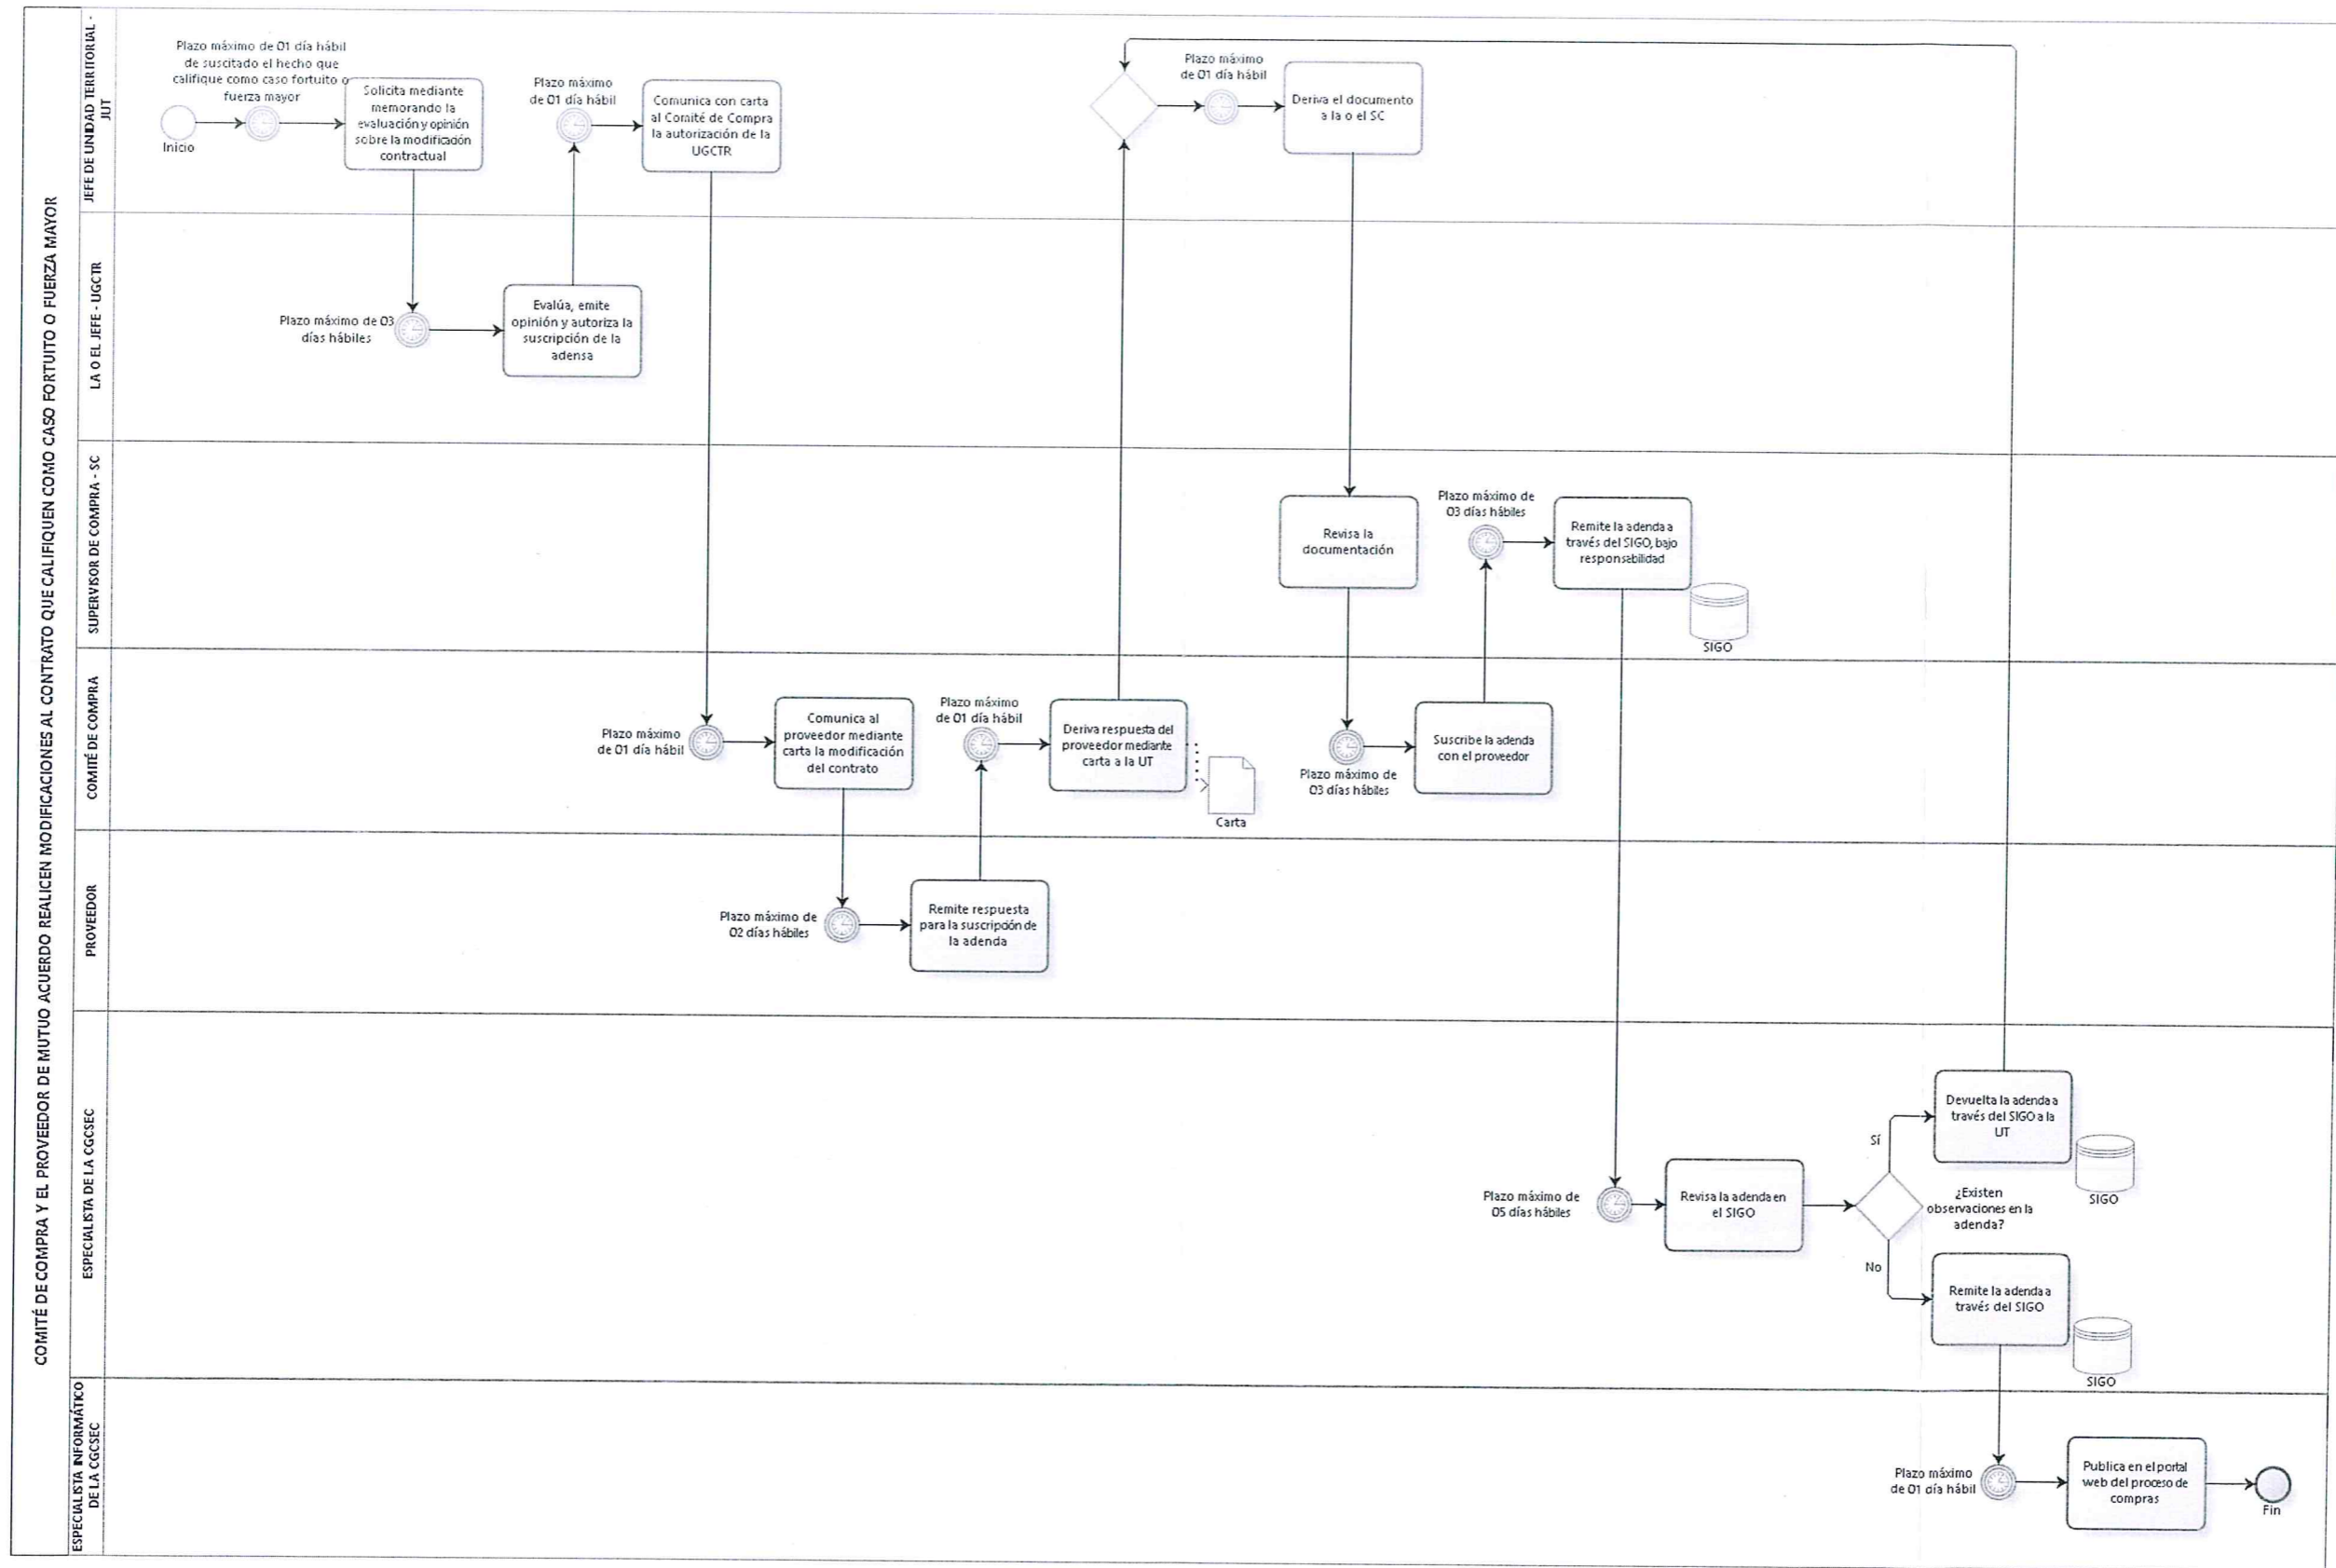 COMITÉ DE COMPRA Y EL PROVEEDOR DE MUTUO ACUERDO REALICEN MODIFICACIONES AL CONTRATO QUE CALIFIQUEN COMO CASO FORTUITO O FUERZA MAYOR
JEFE DE UNIDAD TERRITORIAL -
JUT
Inicio
Plazo máximo de 01 día hábil
de suscitado el hecho que
califique como caso fortuito o
fuerza mayor
Solicita mediante
memorando la
evaluación y opinión
sobre la modificación
contractual
Plazo máximo
de 01 día hábil
Comunica con carta
al Comité de Compra
la autorización de la
UGCTR
Plazo máximo
de 01 día hábil
Deriva el documento
a la o el SC
LA O EL JEFE - UGCTR
Plazo máximo de 03
días hábiles
Evalúa, emite
opinión y autoriza la
suscripción de la
adensa
SUPERVISOR DE COMPRA - SC
Revisa la
documentación
Plazo máximo de
03 días hábiles
Remite la adenda a
través del SIGO, bajo
responsabilidad
SIGO
COMITÉ DE COMPRA
Plazo máximo
de 01 día hábil
Comunica al
proveedor mediante
carta la modificación
del contrato
Plazo máximo
de 01 día hábil
Deriva respuesta del
proveedor mediante
carta a la UT
Carta
Plazo máximo de
03 días hábiles
Suscribe la adenda
con el proveedor
PROVEEDOR
Plazo máximo de
02 días hábiles
Remite respuesta
para la suscripción de
la adenda
ESPECIALISTA DE LA CGCSEC
Plazo máximo de
05 días hábiles
Revisa la adenda en
el SIGO
¿Existen
observaciones en la
adenda?
Sí
Devuelta la adenda a
través del SIGO a la
UT
SIGO
No
Remite la adenda a
través del SIGO
SIGO
ESPECIALISTA INFORMÁTICO
DE LA CGCSEC
Plazo máximo
de 01 día hábil
Publica en el portal
web del proceso de
compras
Fin